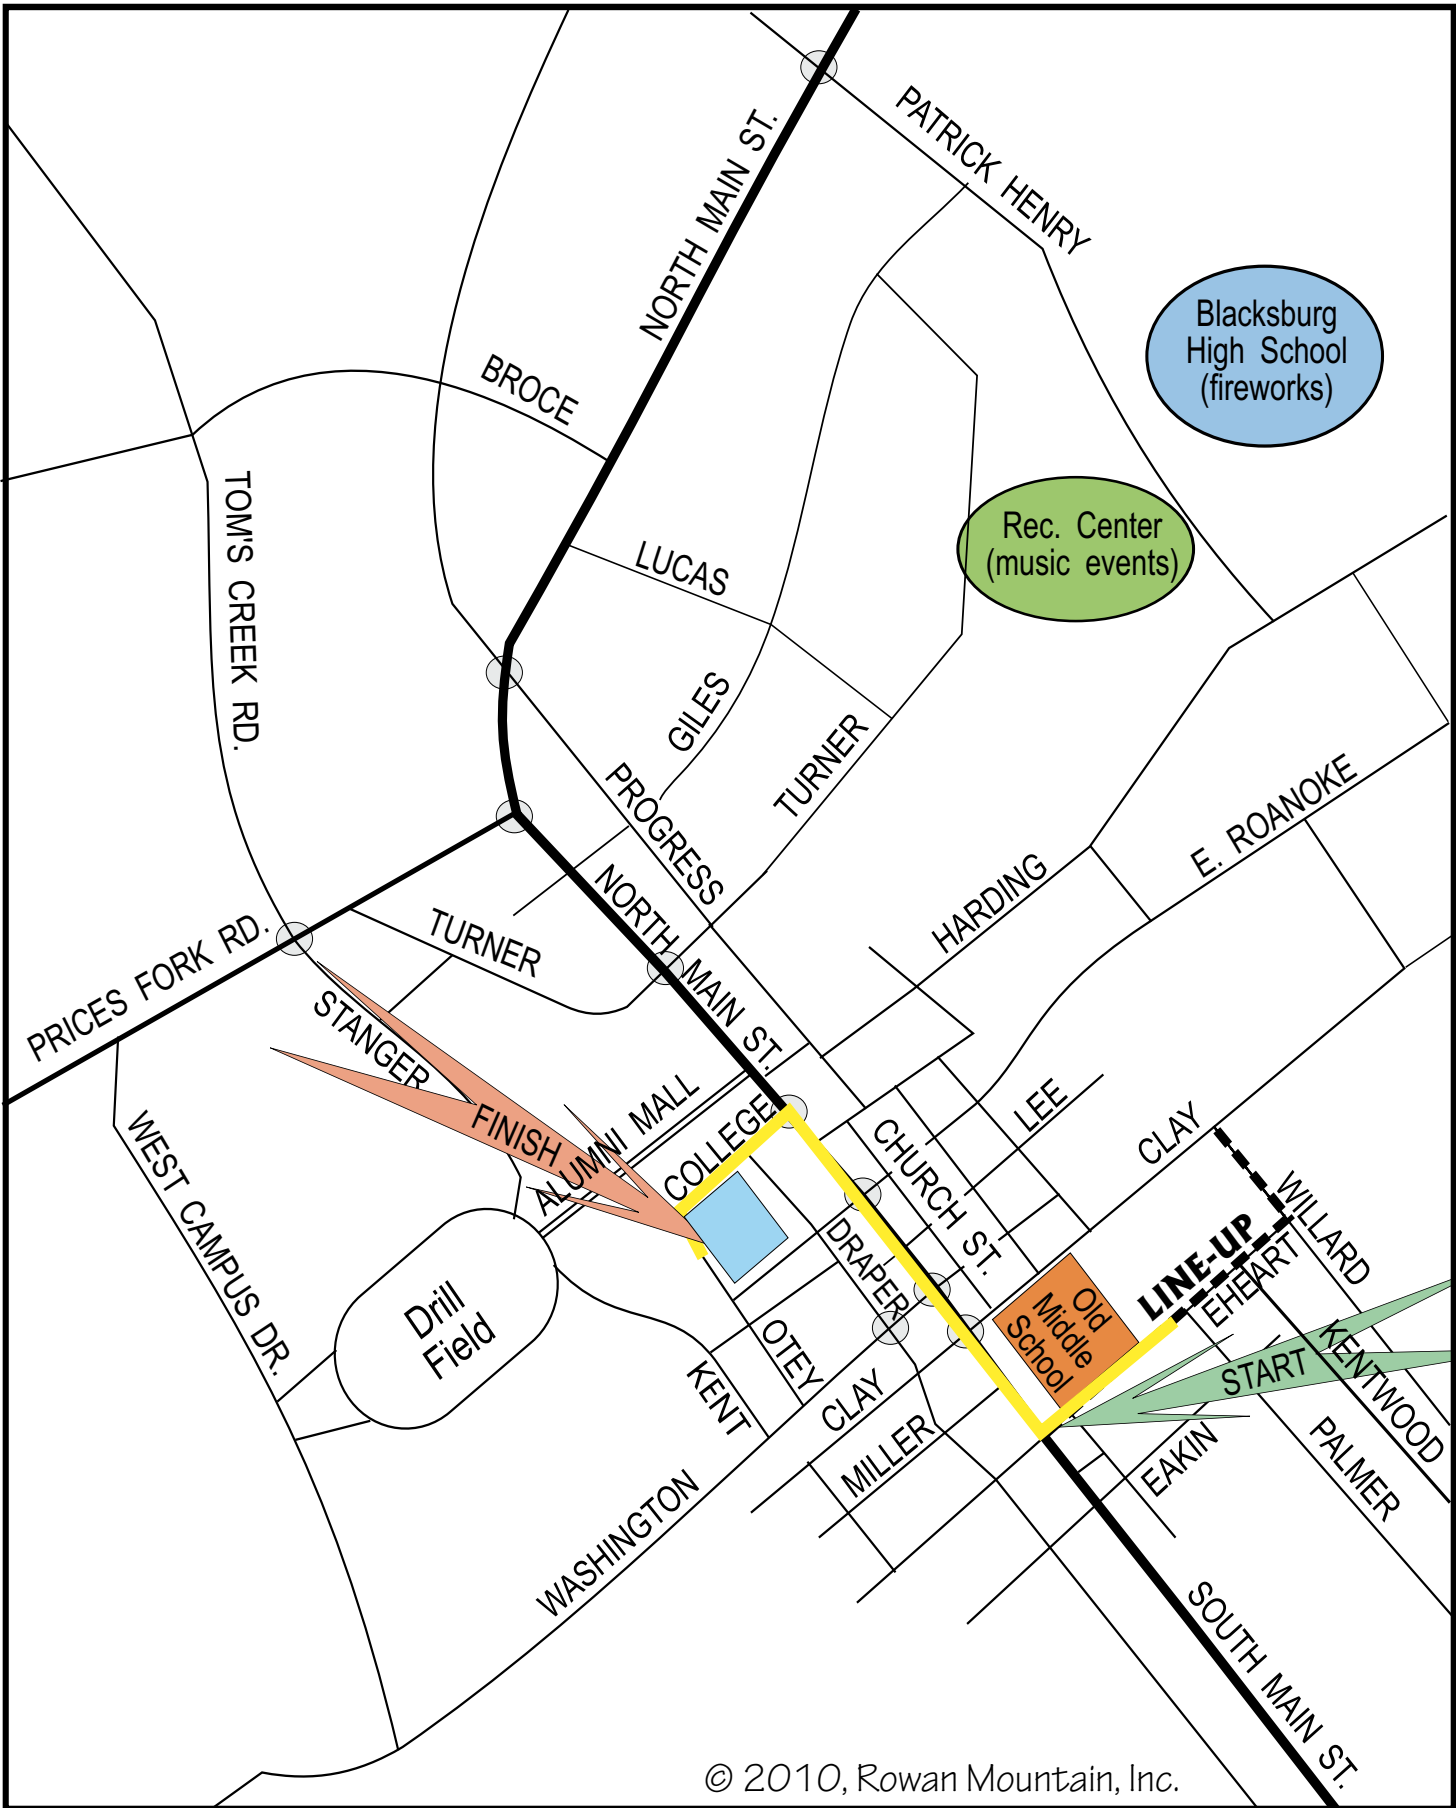 PATRICK HENRY
NORTH MAIN ST.
Blacksburg
High School
(fireworks)
BROCE
TOM'S CREEK RD.
Rec. Center
(music events)
LUCAS
GILES
TURNER
PROGRESS
E. ROANOKE
HARDING
NORTH MAIN ST.
TURNER
PRICES FORK RD.
STANGER
FINISH
ALUMNI MALL
COLLEGE
LEE
CLAY
CHURCH ST.
WEST CAMPUS DR.
WILLARD
LINE-UP
EHEART
DRAPER
Drill
Field
Old
Middle
School
OTEY
KENT
START
KENTWOOD
CLAY
MILLER
EAKIN
PALMER
WASHINGTON
SOUTH MAIN ST.
© 2010, Rowan Mountain, Inc.